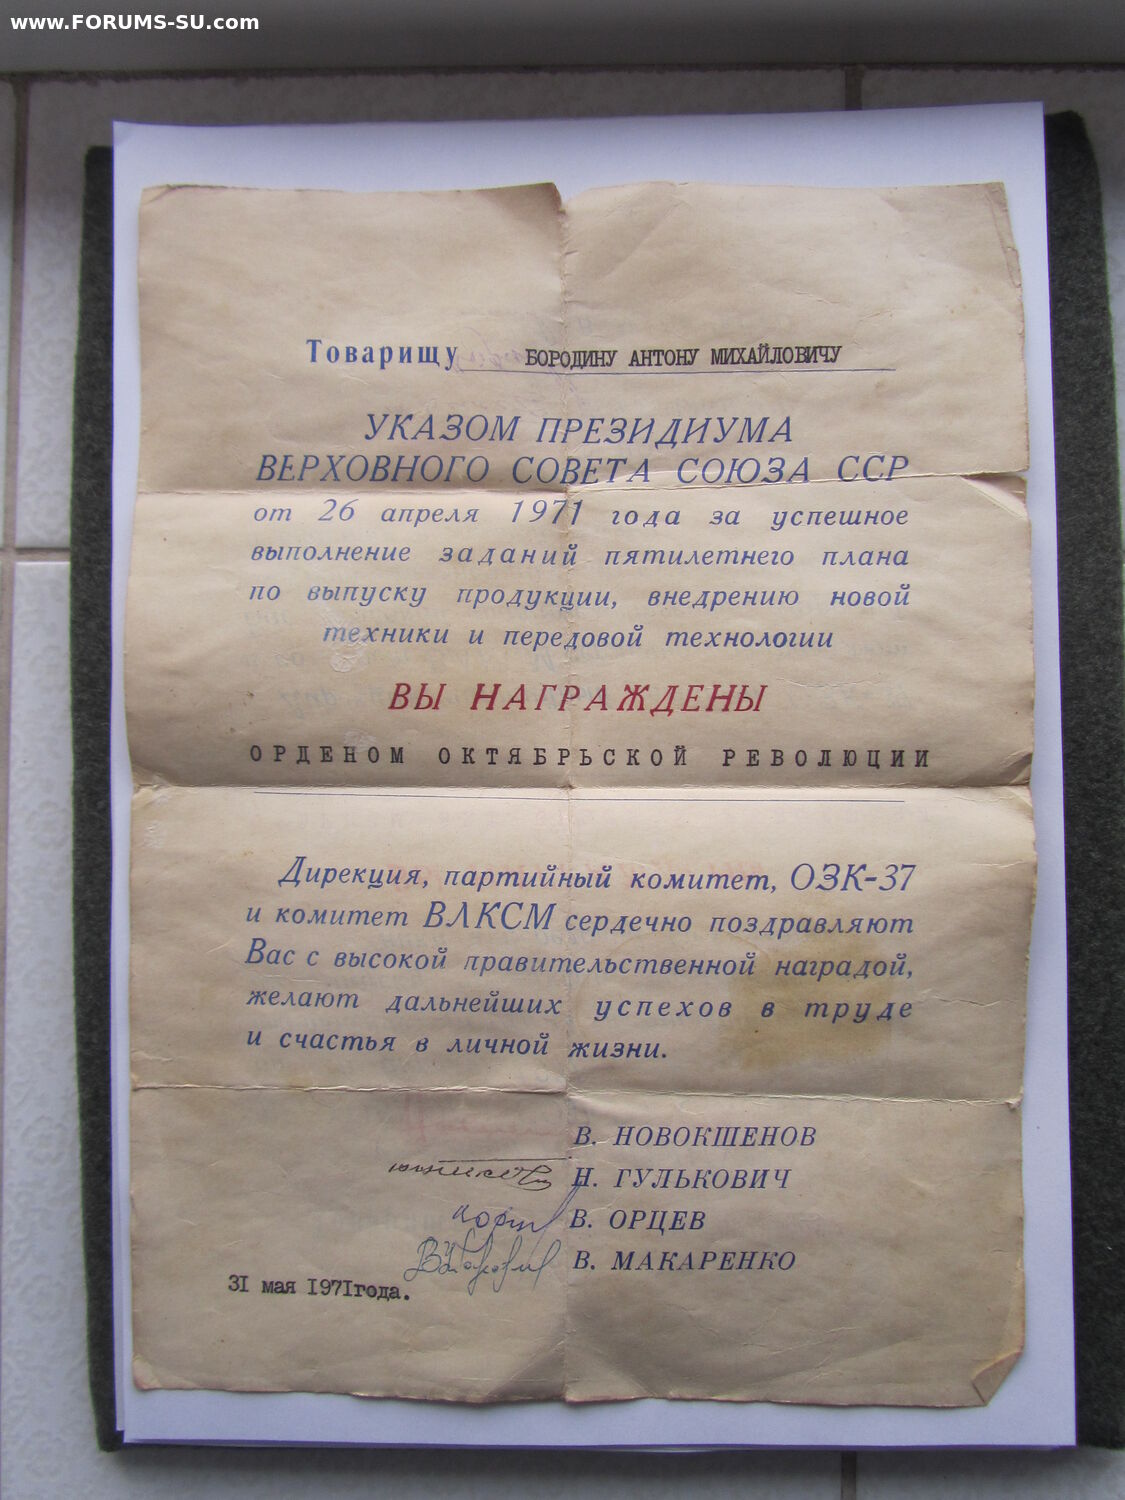 www.FORUMS-SU.com
Товарищу БОРОДИНУ АНТОНУ МИХАЙЛОВИЧУ
УКАЗОМ ПРЕЗИДИУМА
ВЕРХОВНОГО СОВЕТА СОЮЗА ССР
от 26 апреля 1971 года за успешное
выполнение заданий пятилетнего плана
по выпуску продукции, внедрению новой
техники и передовой технологии
ВЫ НАГРАЖДЕНЫ
ОРДЕНОМ ОКТЯБРЬСКОЙ РЕВОЛЮЦИИ
Дирекция, партийный комитет, ОЗК-37
и комитет ВЛКСМ сердечно поздравляют
Вас с высокой правительственной наградой,
желают дальнейших успехов в труде
и счастья в личной жизни.
В. НОВОКШЕНОВ
Н. ГУЛЬКОВИЧ
В. ОРЦЕВ
В. МАКАРЕНКО
31 мая 1971года.